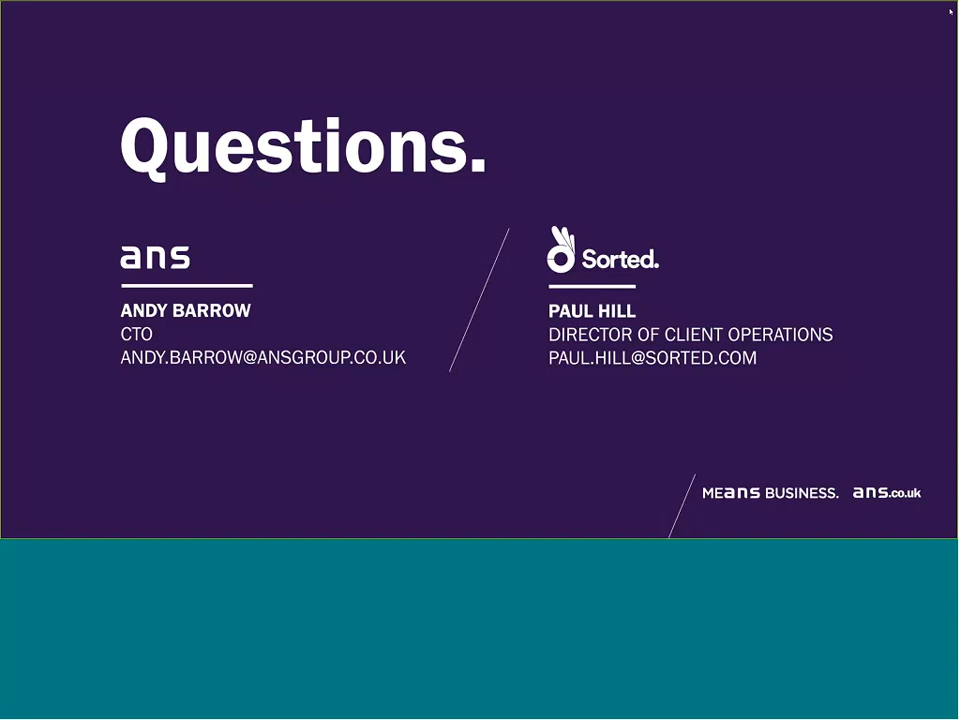 Questions.
ans
ANDY BARROW
CTO
ANDY.BARROW@ANSGROUP.CO.UK
Sorted.
PAUL HILL
DIRECTOR OF CLIENT OPERATIONS
PAUL.HILL@SORTED.COM
MEans BUSINESS. ans.co.uk